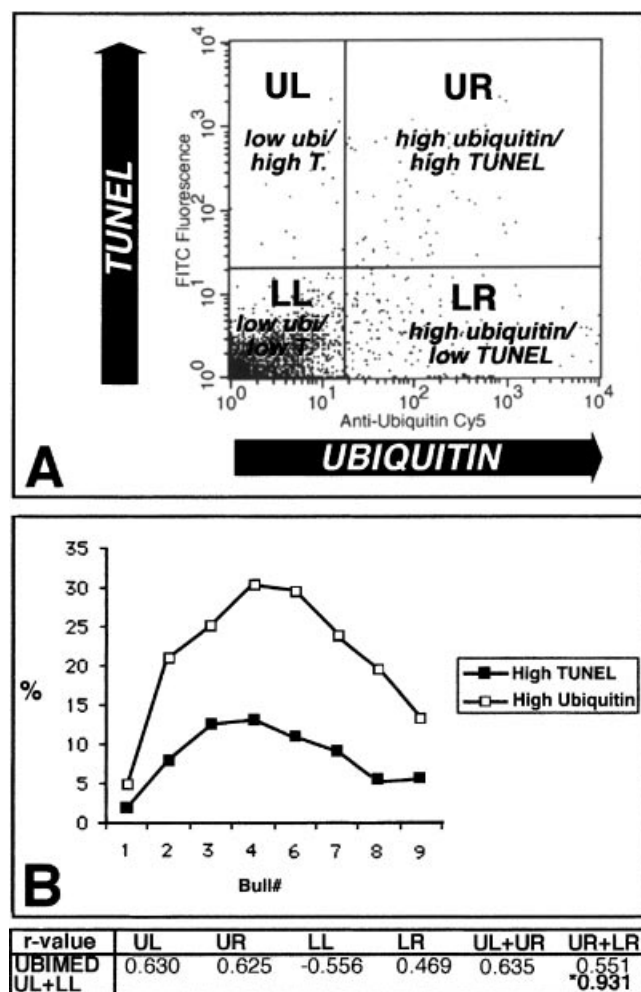 TUNEL
FITC Fluorescence
10^4
10^3
10^2
10^1
10^0
UL
low ubi/
high T.
UR
high ubiquitin/
high TUNEL
LL
low ubi/
low T.
LR
high ubiquitin/
low TUNEL
10^0 10^1 10^2 10^3 10^4
Anti-Ubiquitin Cy5
UBIQUITIN
A
35
30
25
20
15
10
5
0
%
1 2 3 4 6 7 8 9
Bull#
High TUNEL
High Ubiquitin
B
r-value UL UR LL LR UL+UR UR+LR
UBIMED 0.630 0.625 -0.556 0.469 0.635 0.551
UL+LL *0.931